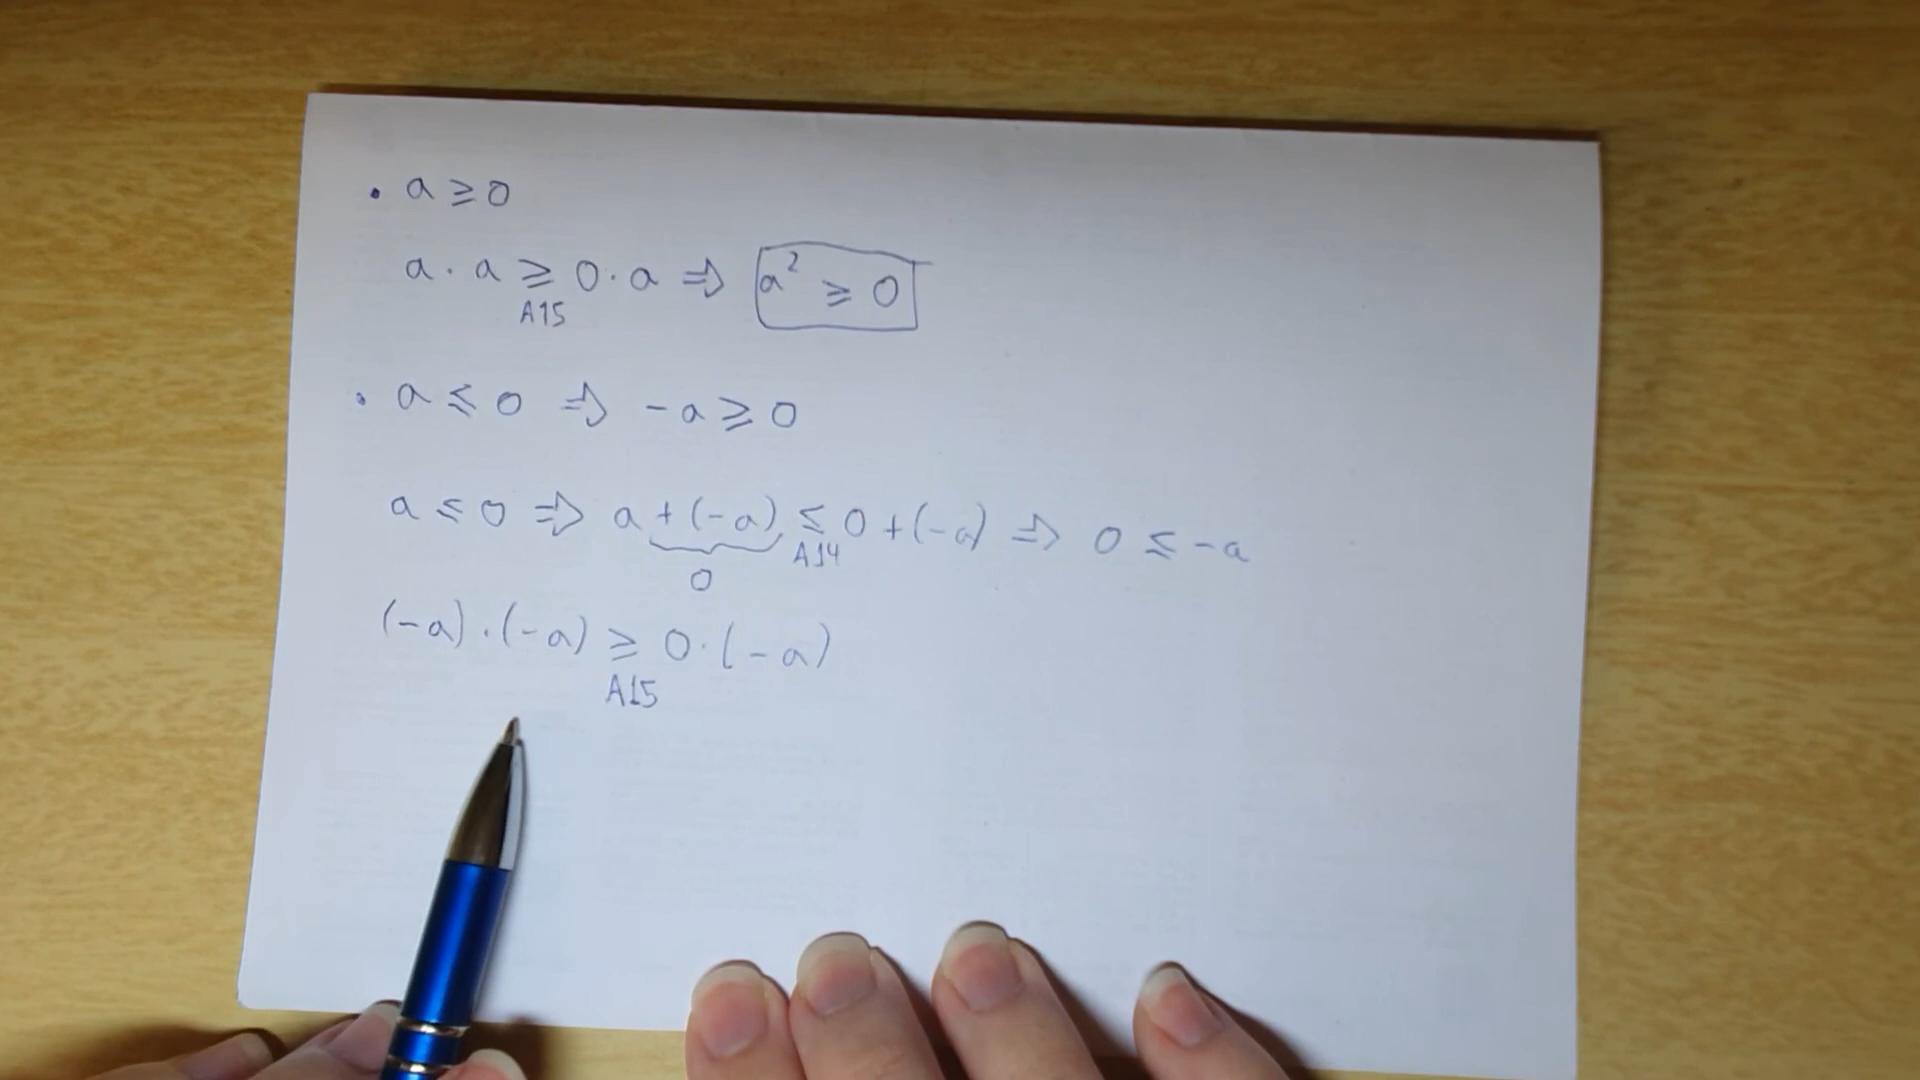 • a ≥ 0
a · a ≥ 0 · a ⇒ a² ≥ 0
A15
• a ≤ 0 ⇒ -a ≥ 0
a ≤ 0 ⇒ a + (-a) ≤ 0 + (-a) ⇒ 0 ≤ -a
0 A14
(-a) · (-a) ≥ 0 · (-a)
A15